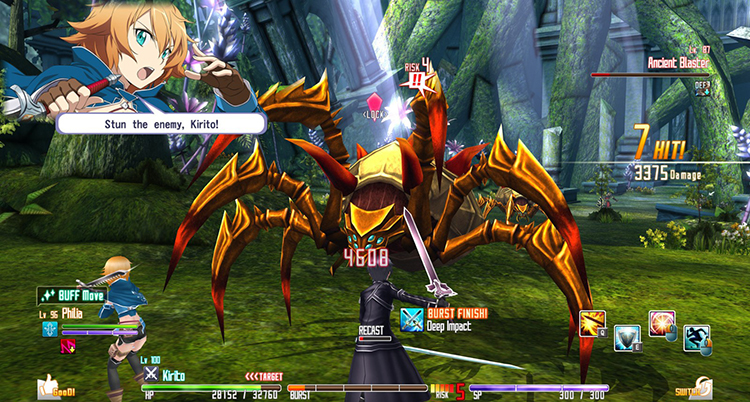 Stun the enemy, Kirito!
RISK 4
!!
<LOCK>
Lv 87
Ancient Blaster
DEF
7 HIT!
3375 Damage
4608
BUFF Move
Lv 96 Philia
BURST FINISH!
Deep Impact
RECAST
Q
E
Lv 100
Kirito
<<<TARGET
HP 28152 / 32760
BURST
RISK 5
SP 300 / 300
Good!
SWITCH